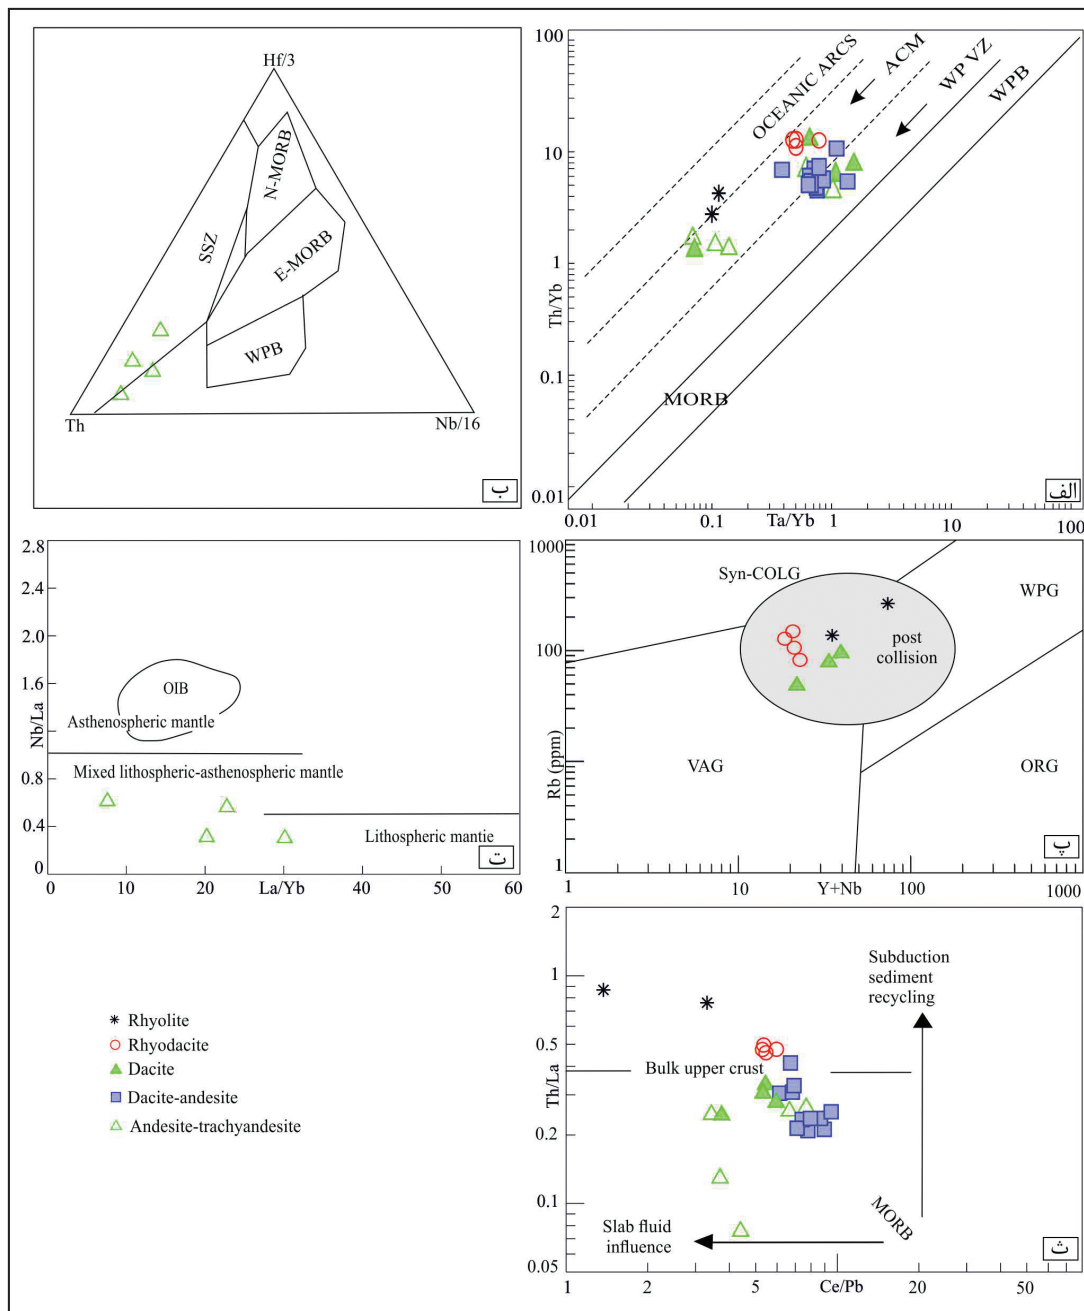 Hf/3
N-MORB
SSZ
E-MORB
WPB
Th
Nb/16
ب
100
10
1
0.1
0.01
Th/Yb
OCEANIC ARCS
ACM
WP VZ
WPB
MORB
0.01
0.1
Ta/Yb
1
10
100
الف
2.8
2.4
2.0
1.6
0.8
0.4
0
Nb/La
OIB
Asthenospheric mantle
Mixed lithospheric-asthenospheric mantle
Lithospheric mantie
0
10
20
La/Yb
40
50
60
ت
1000
100
10
1
Rb (ppm)
Syn-COLG
WPG
post
collision
VAG
ORG
1
10
Y+Nb
100
1000
پ
Rhyolite
Rhyodacite
Dacite
Dacite-andesite
Andesite-trachyandesite
2
1
0.5
0.2
0.1
0.05
Th/La
Subduction
sediment
recycling
Bulk upper crust
MORB
Slab fluid
influence
1
2
5
Ce/Pb
20
50
ث